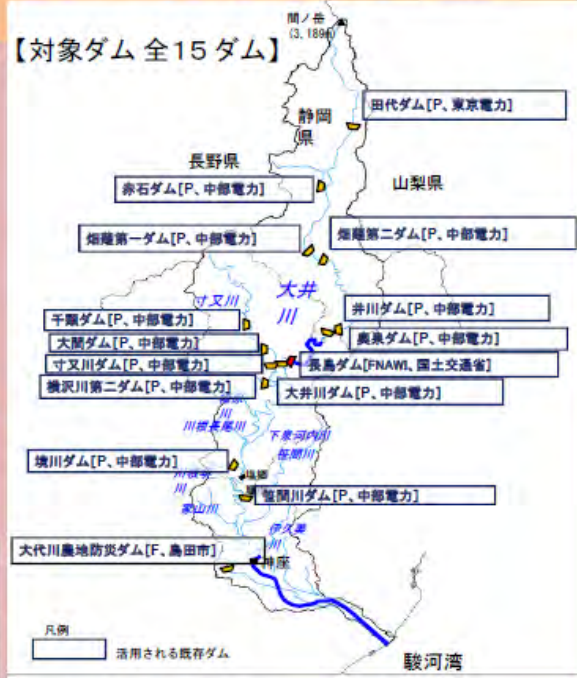 間ノ岳
(3,189m)
【対象ダム 全15ダム】
田代ダム[P、東京電力]
静岡
県
長野県
山梨県
赤石ダム[P、中部電力]
畑薙第一ダム[P、中部電力]
畑薙第二ダム[P、中部電力]
寸又川
大井
川
井川ダム[P、中部電力]
千頭ダム[P、中部電力]
奥泉ダム[P、中部電力]
大間ダム[P、中部電力]
寸又川ダム[P、中部電力]
長島ダム[FNAWI、国土交通省]
横沢川第二ダム[P、中部電力]
大井川ダム[P、中部電力]
川
川根長尾川
下泉河内川
笹間川
境川ダム[P、中部電力]
塩郷
川
笹間川ダム[P、中部電力]
家山川
伊久美
川
大代川農地防災ダム[F、島田市]
神座
凡例
活用される既存ダム
駿河湾